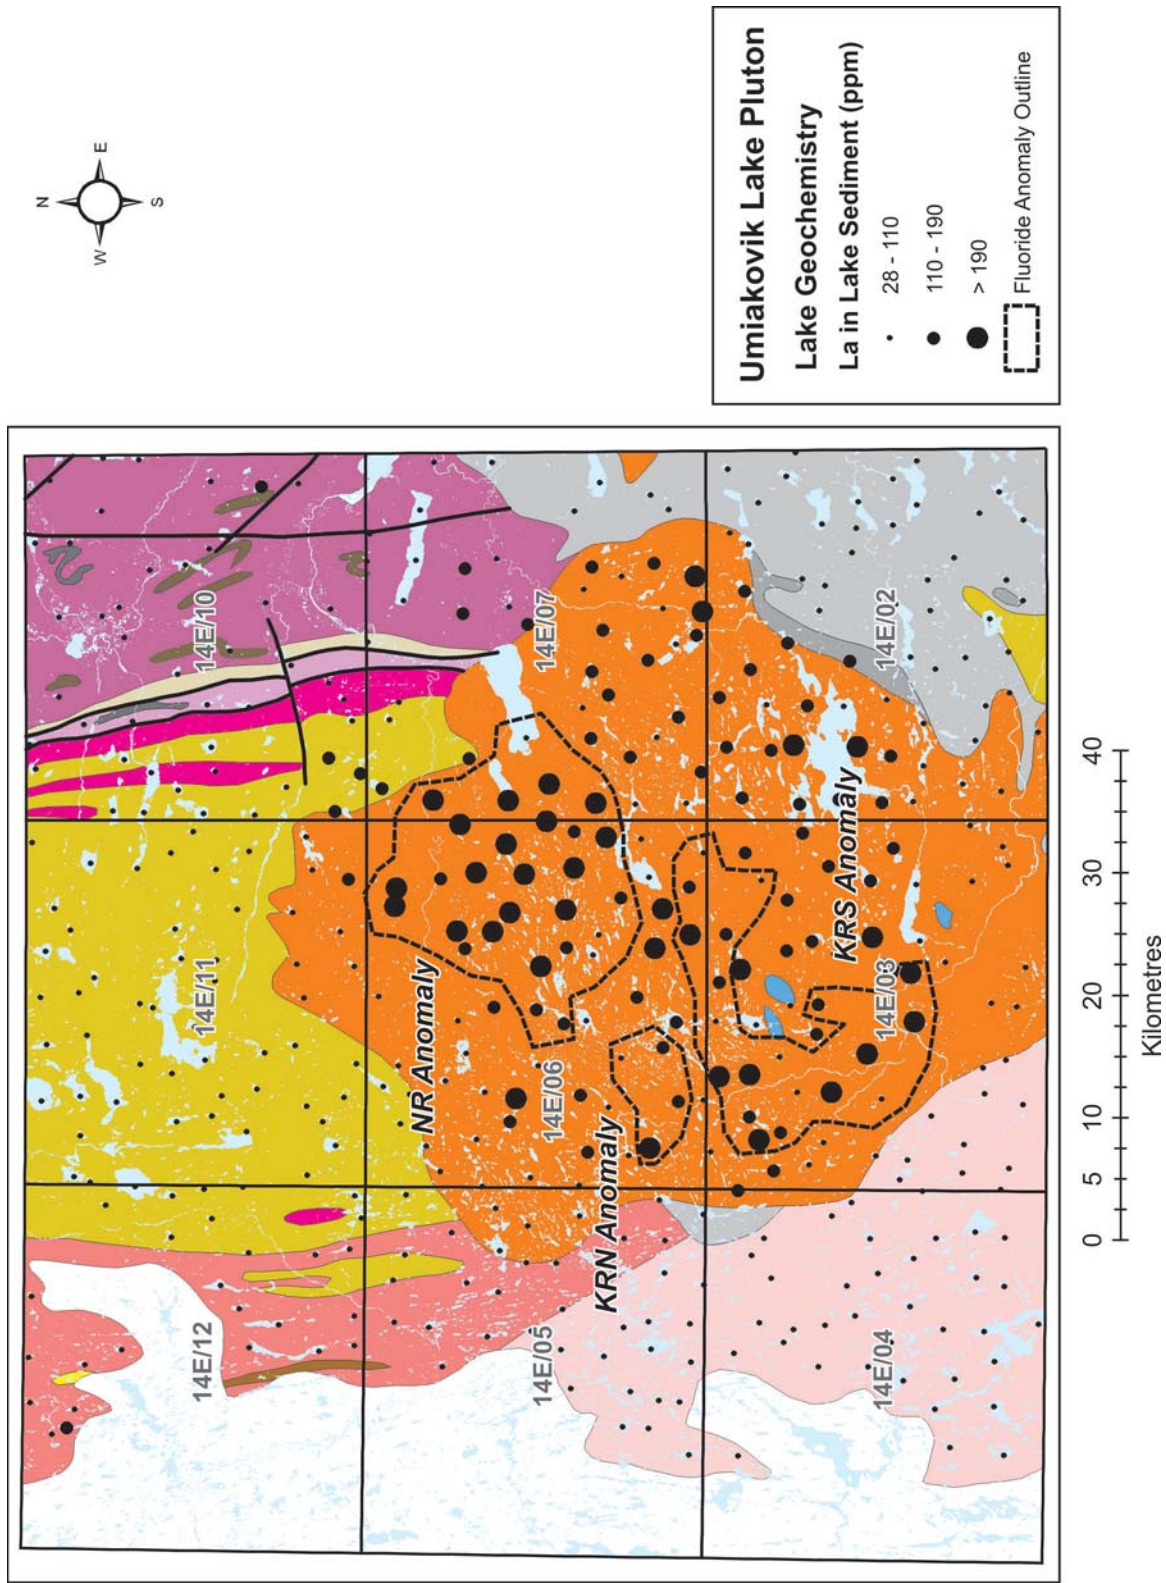 N
W
E
S
Umiakovik Lake Pluton
Lake Geochemistry
La in Lake Sediment (ppm)
28 - 110
110 - 190
> 190
Fluoride Anomaly Outline
14E/12
14E/11
14E/10
14E/05
14E/06
14E/07
14E/04
14E/03
14E/02
NR Anomaly
KRN Anomaly
KRS Anomaly
0 5 10 20 30 40
Kilometres